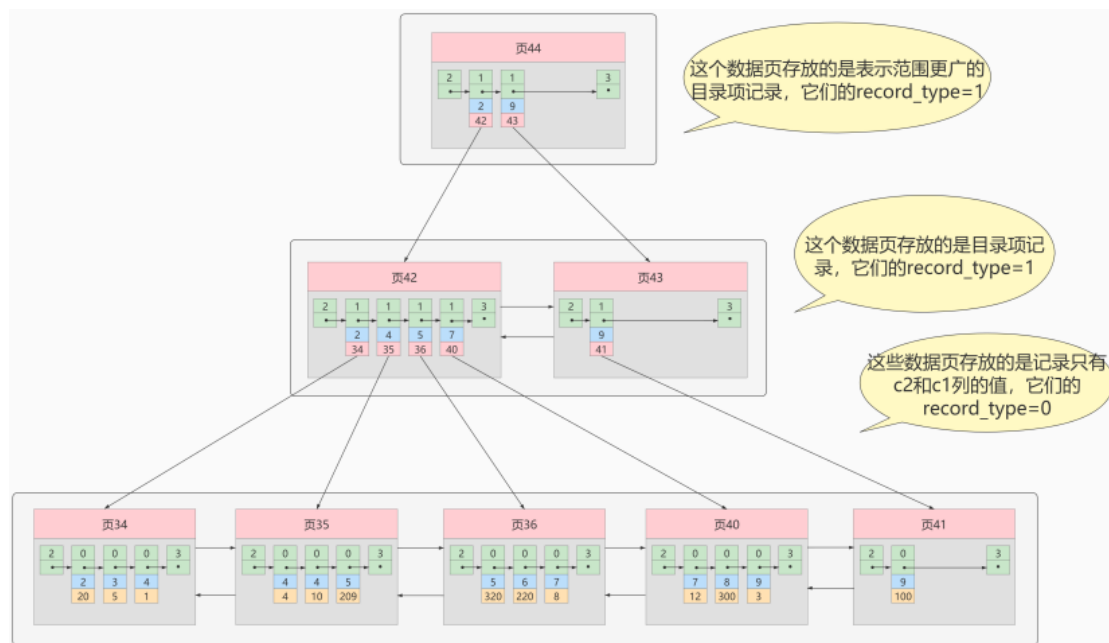 页44
2 1 1 3
2 9
42 43
这个数据页存放的是表示范围更广的
目录项记录，它们的record_type=1
页42
2 1 1 1 1 3
2 4 5 7
34 35 36 40
页43
2 1 3
9
41
这个数据页存放的是目录项记
录，它们的record_type=1
这些数据页存放的是记录只有
c2和c1列的值，它们的
record_type=0
页34
2 0 0 0 3
2 3 4
20 5 1
页35
2 0 0 0 3
4 4 5
4 10 209
页36
2 0 0 0 3
5 6 7
320 220 8
页40
2 0 0 0 3
7 8 9
12 300 3
页41
2 0 3
9
100